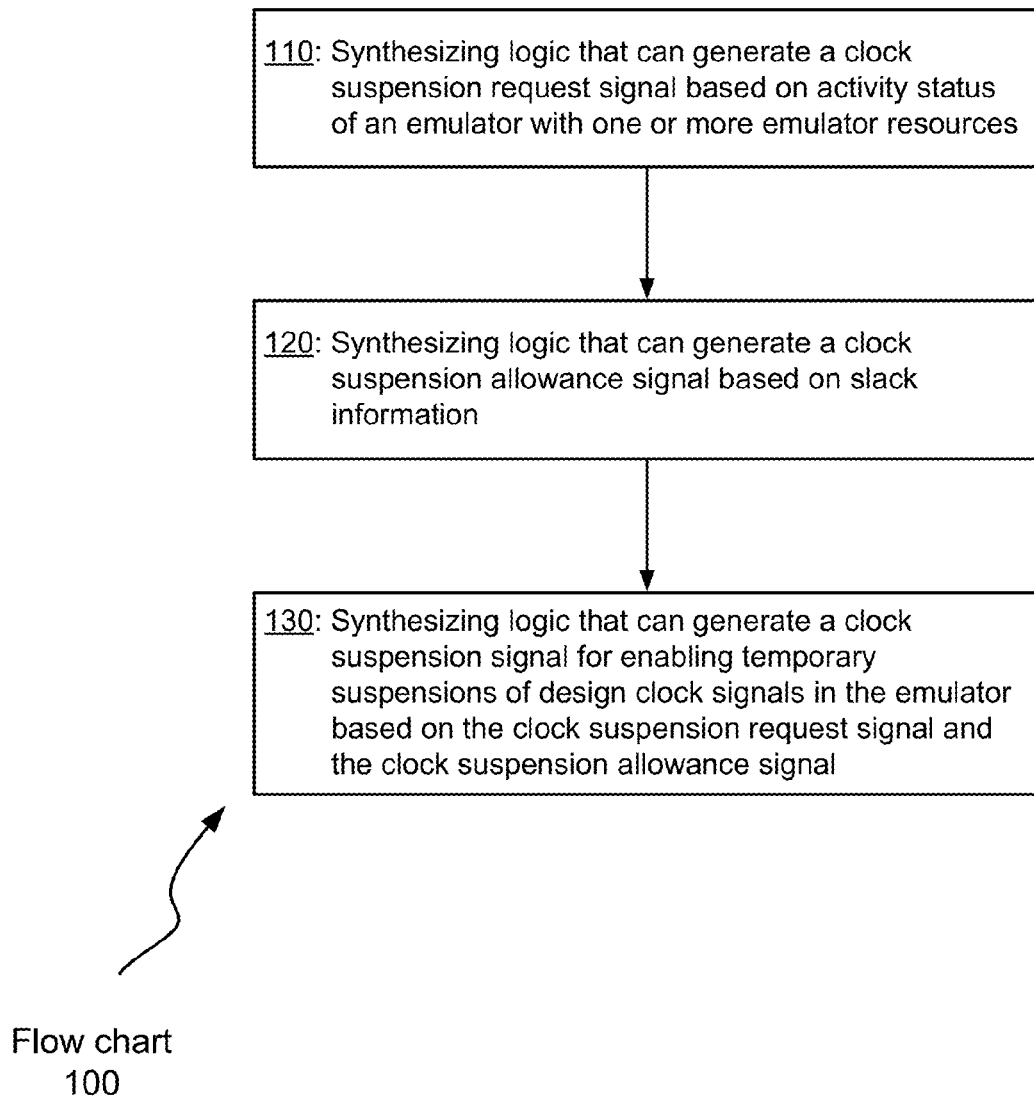 110: Synthesizing logic that can generate a clock
suspension request signal based on activity status
of an emulator with one or more emulator resources
120: Synthesizing logic that can generate a clock
suspension allowance signal based on slack
information
130: Synthesizing logic that can generate a clock
suspension signal for enabling temporary
suspensions of design clock signals in the emulator
based on the clock suspension request signal and
the clock suspension allowance signal
Flow chart
100